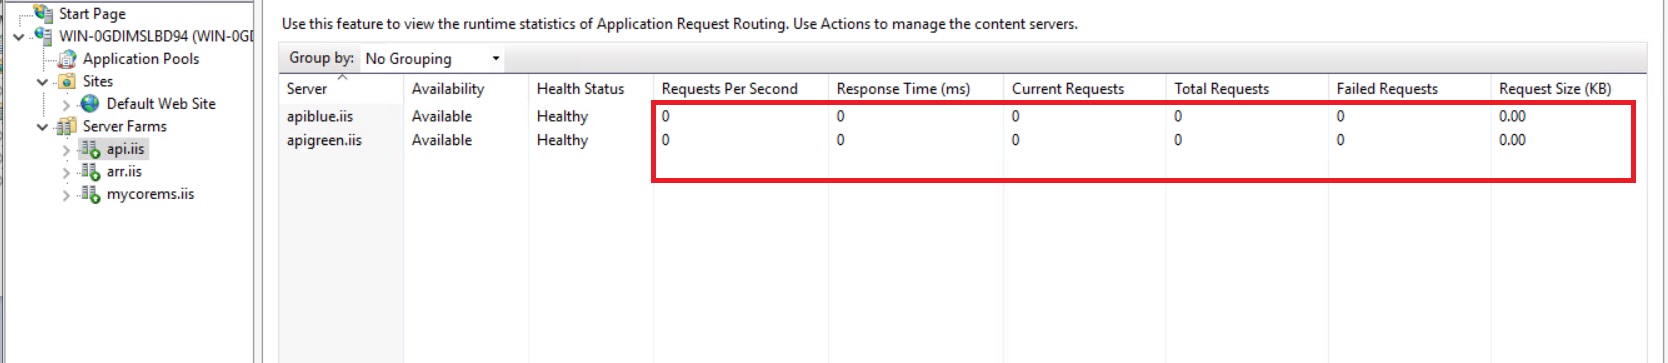 Start Page
WIN-0GDIMSLBD94 (WIN-0GI
Application Pools
Sites
Default Web Site
Server Farms
api.iis
arr.iis
mycorems.iis
Use this feature to view the runtime statistics of Application Request Routing. Use Actions to manage the content servers.
Group by: No Grouping
Server Availability Health Status Requests Per Second Response Time (ms) Current Requests Total Requests Failed Requests Request Size (KB)
apiblue.iis Available Healthy 0 0 0 0 0 0.00
apigreen.iis Available Healthy 0 0 0 0 0 0.00